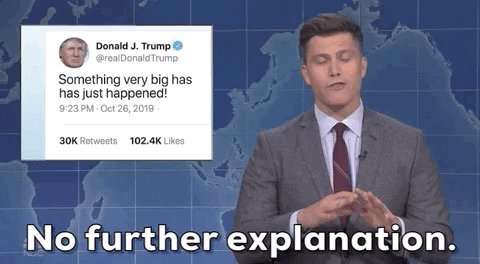 Donald J. Trump
@realDonaldTrump
Something very big has
has just happened!
9:23 PM · Oct 26, 2019 ·
30K Retweets 102.4K Likes
NBC
No further explanation.